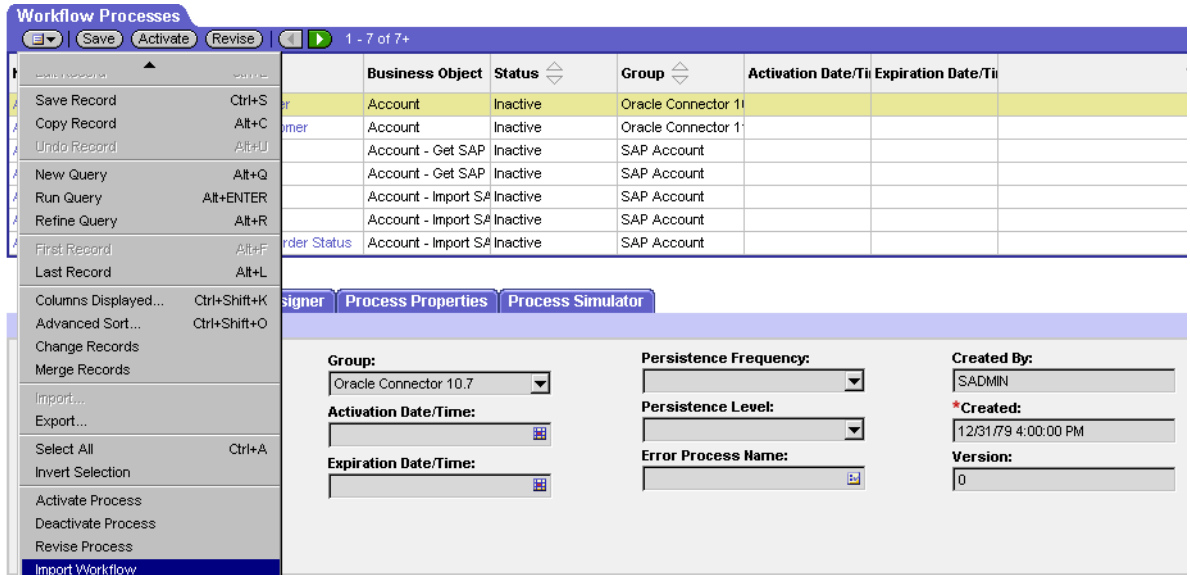 Workflow Processes
Save Activate Revise 1 - 7 of 7+
Business Object Status Group Activation Date/Ti Expiration Date/Ti
Save Record Ctrl+S
Copy Record Alt+C
Undo Record Alt+U
New Query Alt+Q
Run Query Alt+ENTER
Refine Query Alt+R
First Record Alt+F
Last Record Alt+L
Columns Displayed... Ctrl+Shift+K
Advanced Sort... Ctrl+Shift+O
Change Records
Merge Records
Import...
Export...
Select All Ctrl+A
Invert Selection
Activate Process
Deactivate Process
Revise Process
Import Workflow
er Account Inactive Oracle Connector 1
omer Account Inactive Oracle Connector 1
Account - Get SAP Inactive SAP Account
Account - Get SAP Inactive SAP Account
Account - Import SA Inactive SAP Account
Account - Import SA Inactive SAP Account
rder Status Account - Import SA Inactive SAP Account
signer Process Properties Process Simulator
Group:
Oracle Connector 10.7
Activation Date/Time:
Expiration Date/Time:
Persistence Frequency:
Persistence Level:
Error Process Name:
Created By:
SADMIN
*Created:
12/31/79 4:00:00 PM
Version:
0